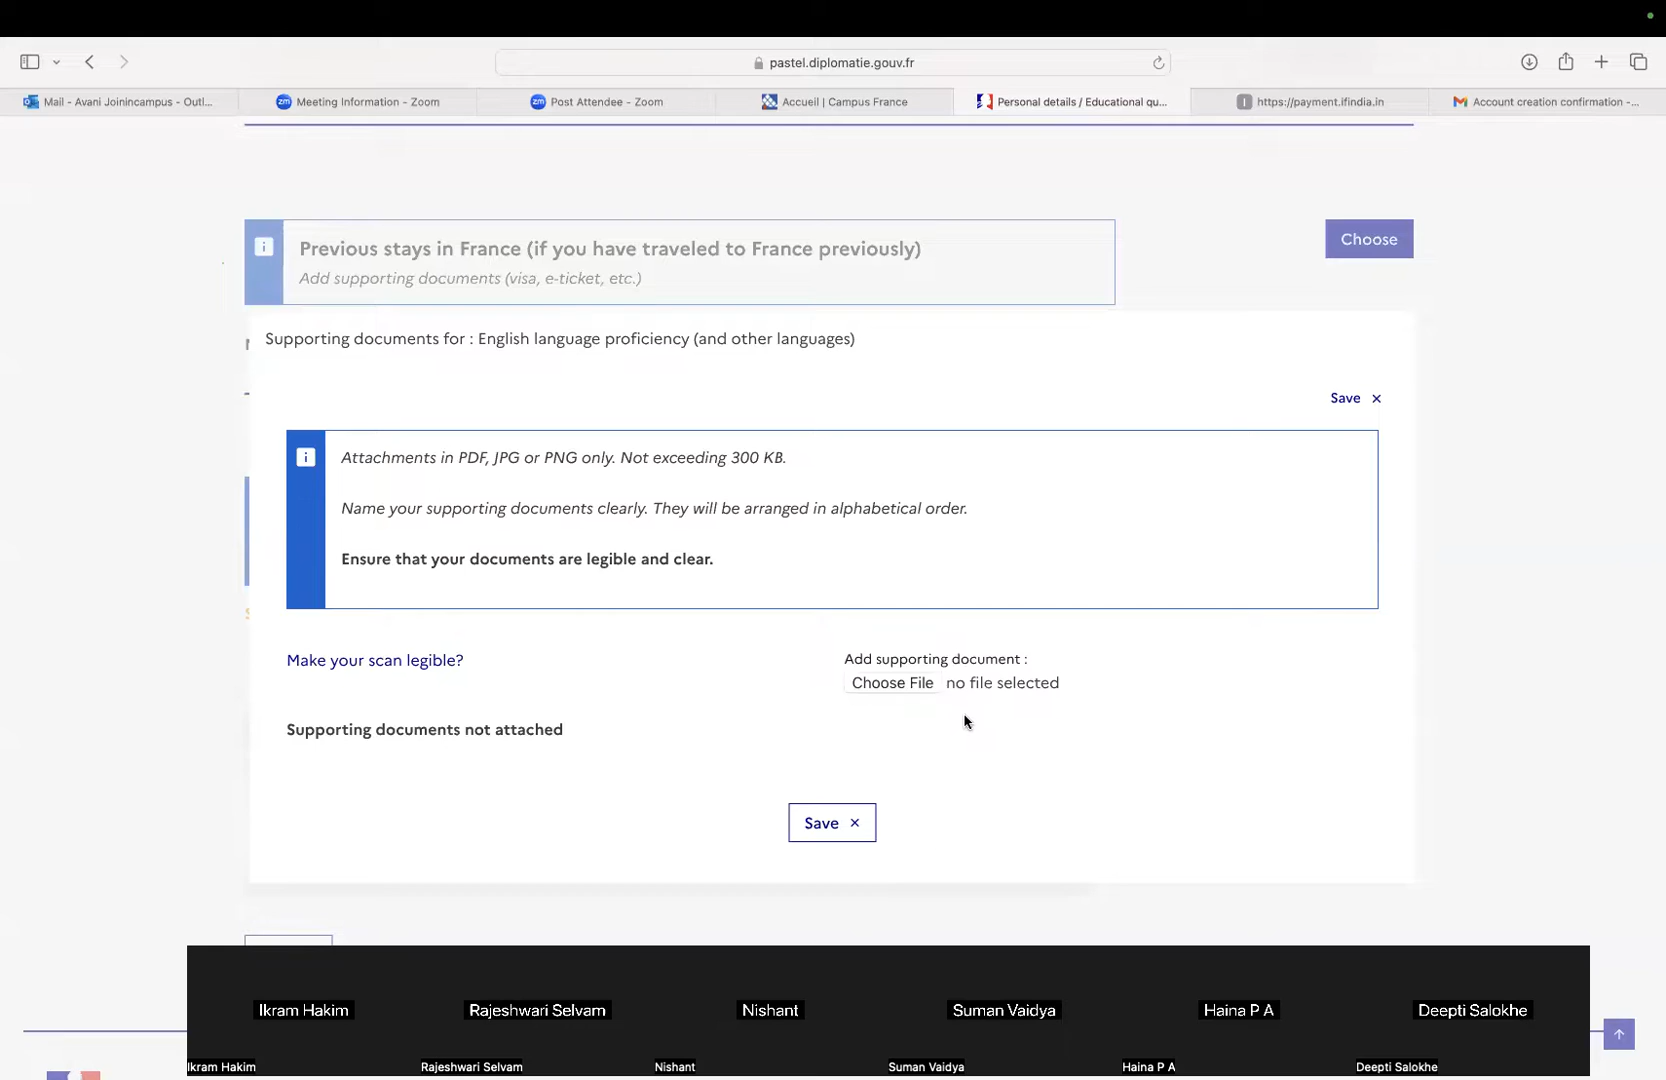 pastel.diplomatie.gouv.fr
Mail - Avani Joinincampus - Outl...
zm Meeting Information - Zoom
zm Post Attendee - Zoom
Accueil | Campus France
Personal details / Educational qu...
I https://payment.ifindia.in
Account creation confirmation -...
Previous stays in France (if you have traveled to France previously)
Add supporting documents (visa, e-ticket, etc.)
Choose
Supporting documents for : English language proficiency (and other languages)
Save ×
Attachments in PDF, JPG or PNG only. Not exceeding 300 KB.
Name your supporting documents clearly. They will be arranged in alphabetical order.
Ensure that your documents are legible and clear.
Make your scan legible?
Add supporting document :
Choose File no file selected
Supporting documents not attached
Save ×
Ikram Hakim
Rajeshwari Selvam
Nishant
Suman Vaidya
Haina P A
Deepti Salokhe
Ikram Hakim
Rajeshwari Selvam
Nishant
Suman Vaidya
Haina P A
Deepti Salokhe